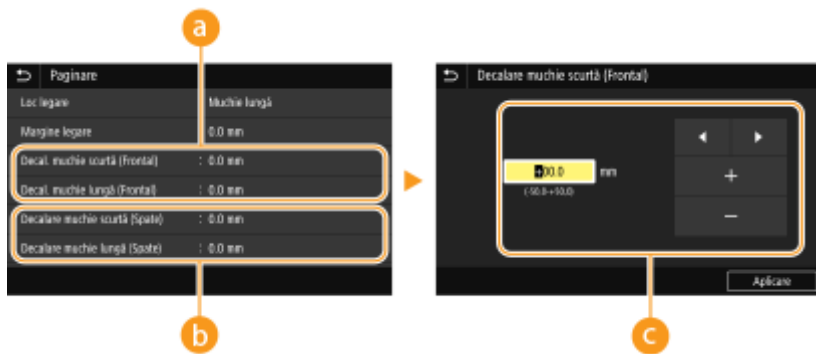 a
Paginare
Loc legare Muchie lungă
Margine legare 0.0 mm
Decal. muchie scurtă (Frontal) : 0.0 mm
Decal. muchie lungă (Frontal) : 0.0 mm
Decalare muchie scurtă (Spate) : 0.0 mm
Decalare muchie lungă (Spate) : 0.0 mm
b
Decalare muchie scurtă (Frontal)
+00.0 mm
(-50.0-+50.0)
+
−
Aplicare
c